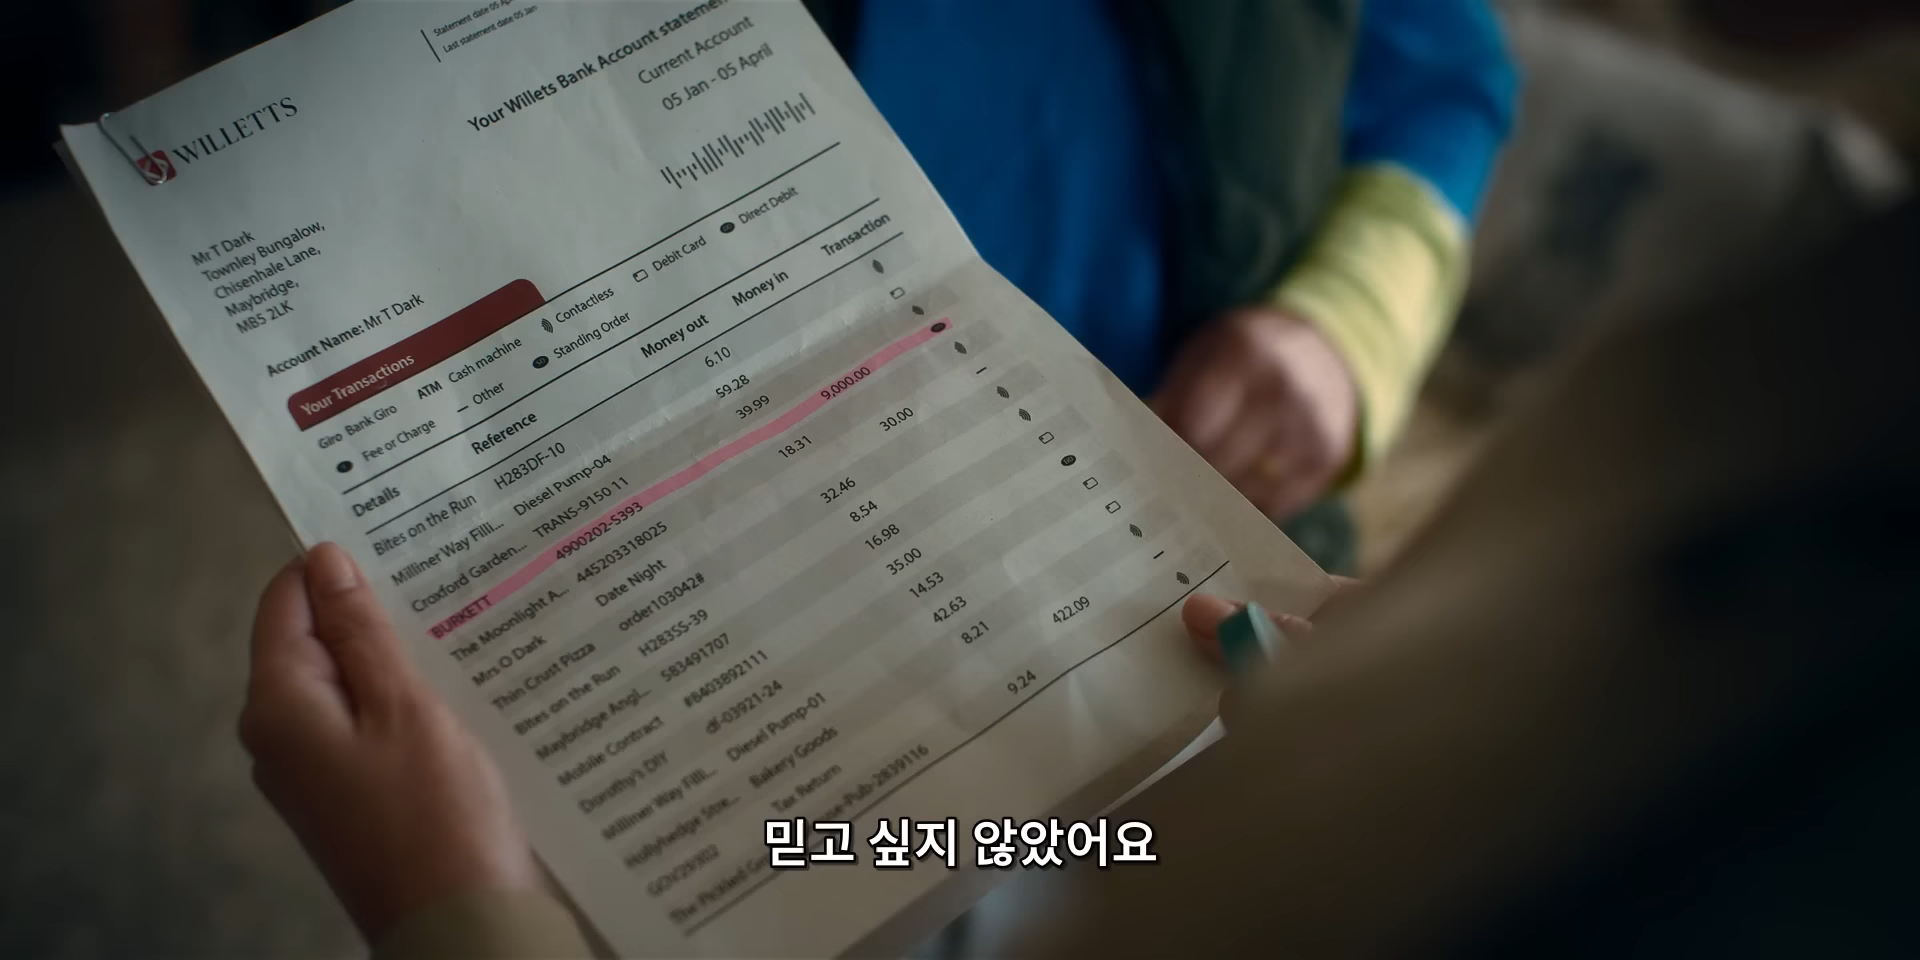 Statement date 05
Last statement date 05 Jan
Your Willets Bank Account statement
Current Account
05 Jan - 05 April
WILLETTS
Mr T Dark
Townley Bungalow,
Chisenhale Lane,
Maybridge,
MB5 2LK
Account Name: Mr T Dark
Your Transactions
Giro Bank Giro ATM Cash machine Contactless Debit Card Direct Debit
Fee or Charge — Other Standing Order
Details Reference Money out Money in Transaction
Bites on the Run H283DF-10 6.10
Milliner Way Filli... Diesel Pump-04 59.28
Croxford Garden... TRANS-9150 11 39.99
BURKETT 4900202-S393 9,000.00
The Moonlight A... 445203318025 18.31
Mrs O Dark Date Night 30.00
Thin Crust Pizza order103042# 32.46
Bites on the Run H283SS-39 8.54
Maybridge Angl... 583491707 16.98
Mobile Contract #8403892111 35.00
Dorothy's DIY df-03921-24 14.53
Milliner Way Filli... Diesel Pump-01 42.63
Hollyhedge Stre... Bakery Goods 8.21
GOV29302 Tax Return 422.09
The Pickled Pub-2839116 9.24
믿고 싶지 않았어요